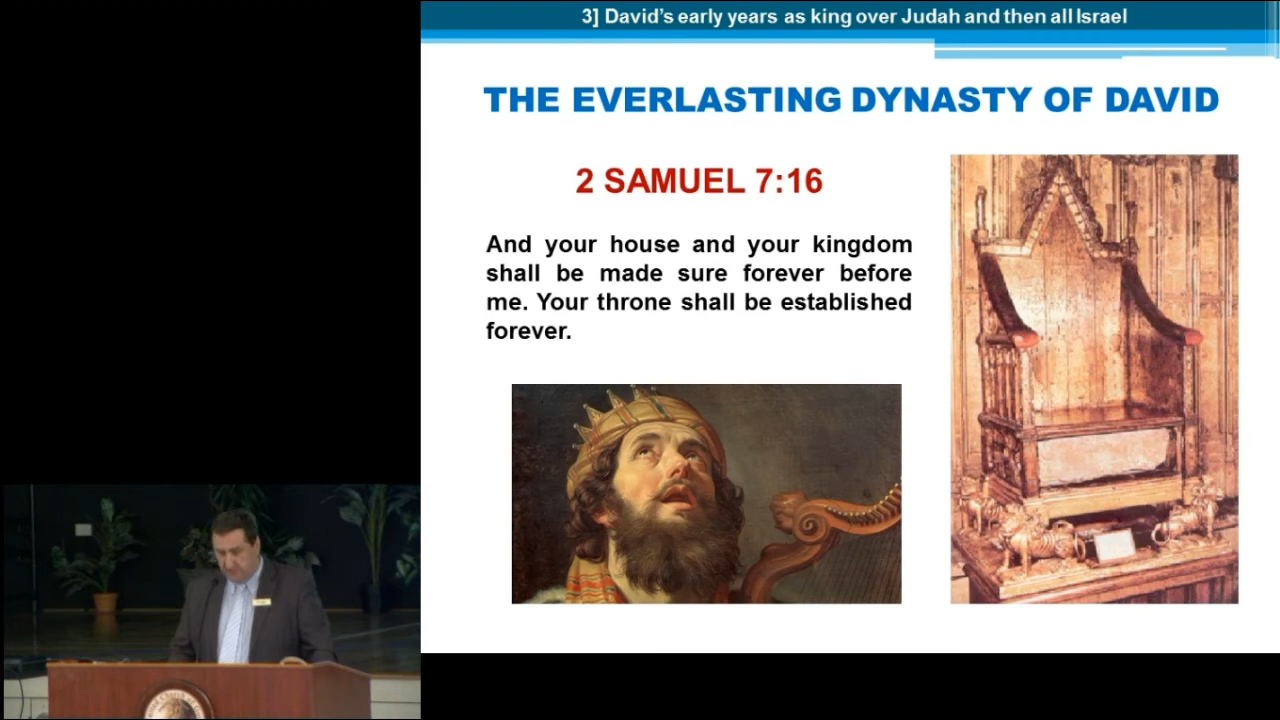 3] David's early years as king over Judah and then all Israel
THE EVERLASTING DYNASTY OF DAVID
2 SAMUEL 7:16
And your house and your kingdom
shall be made sure forever before
me. Your throne shall be established
forever.